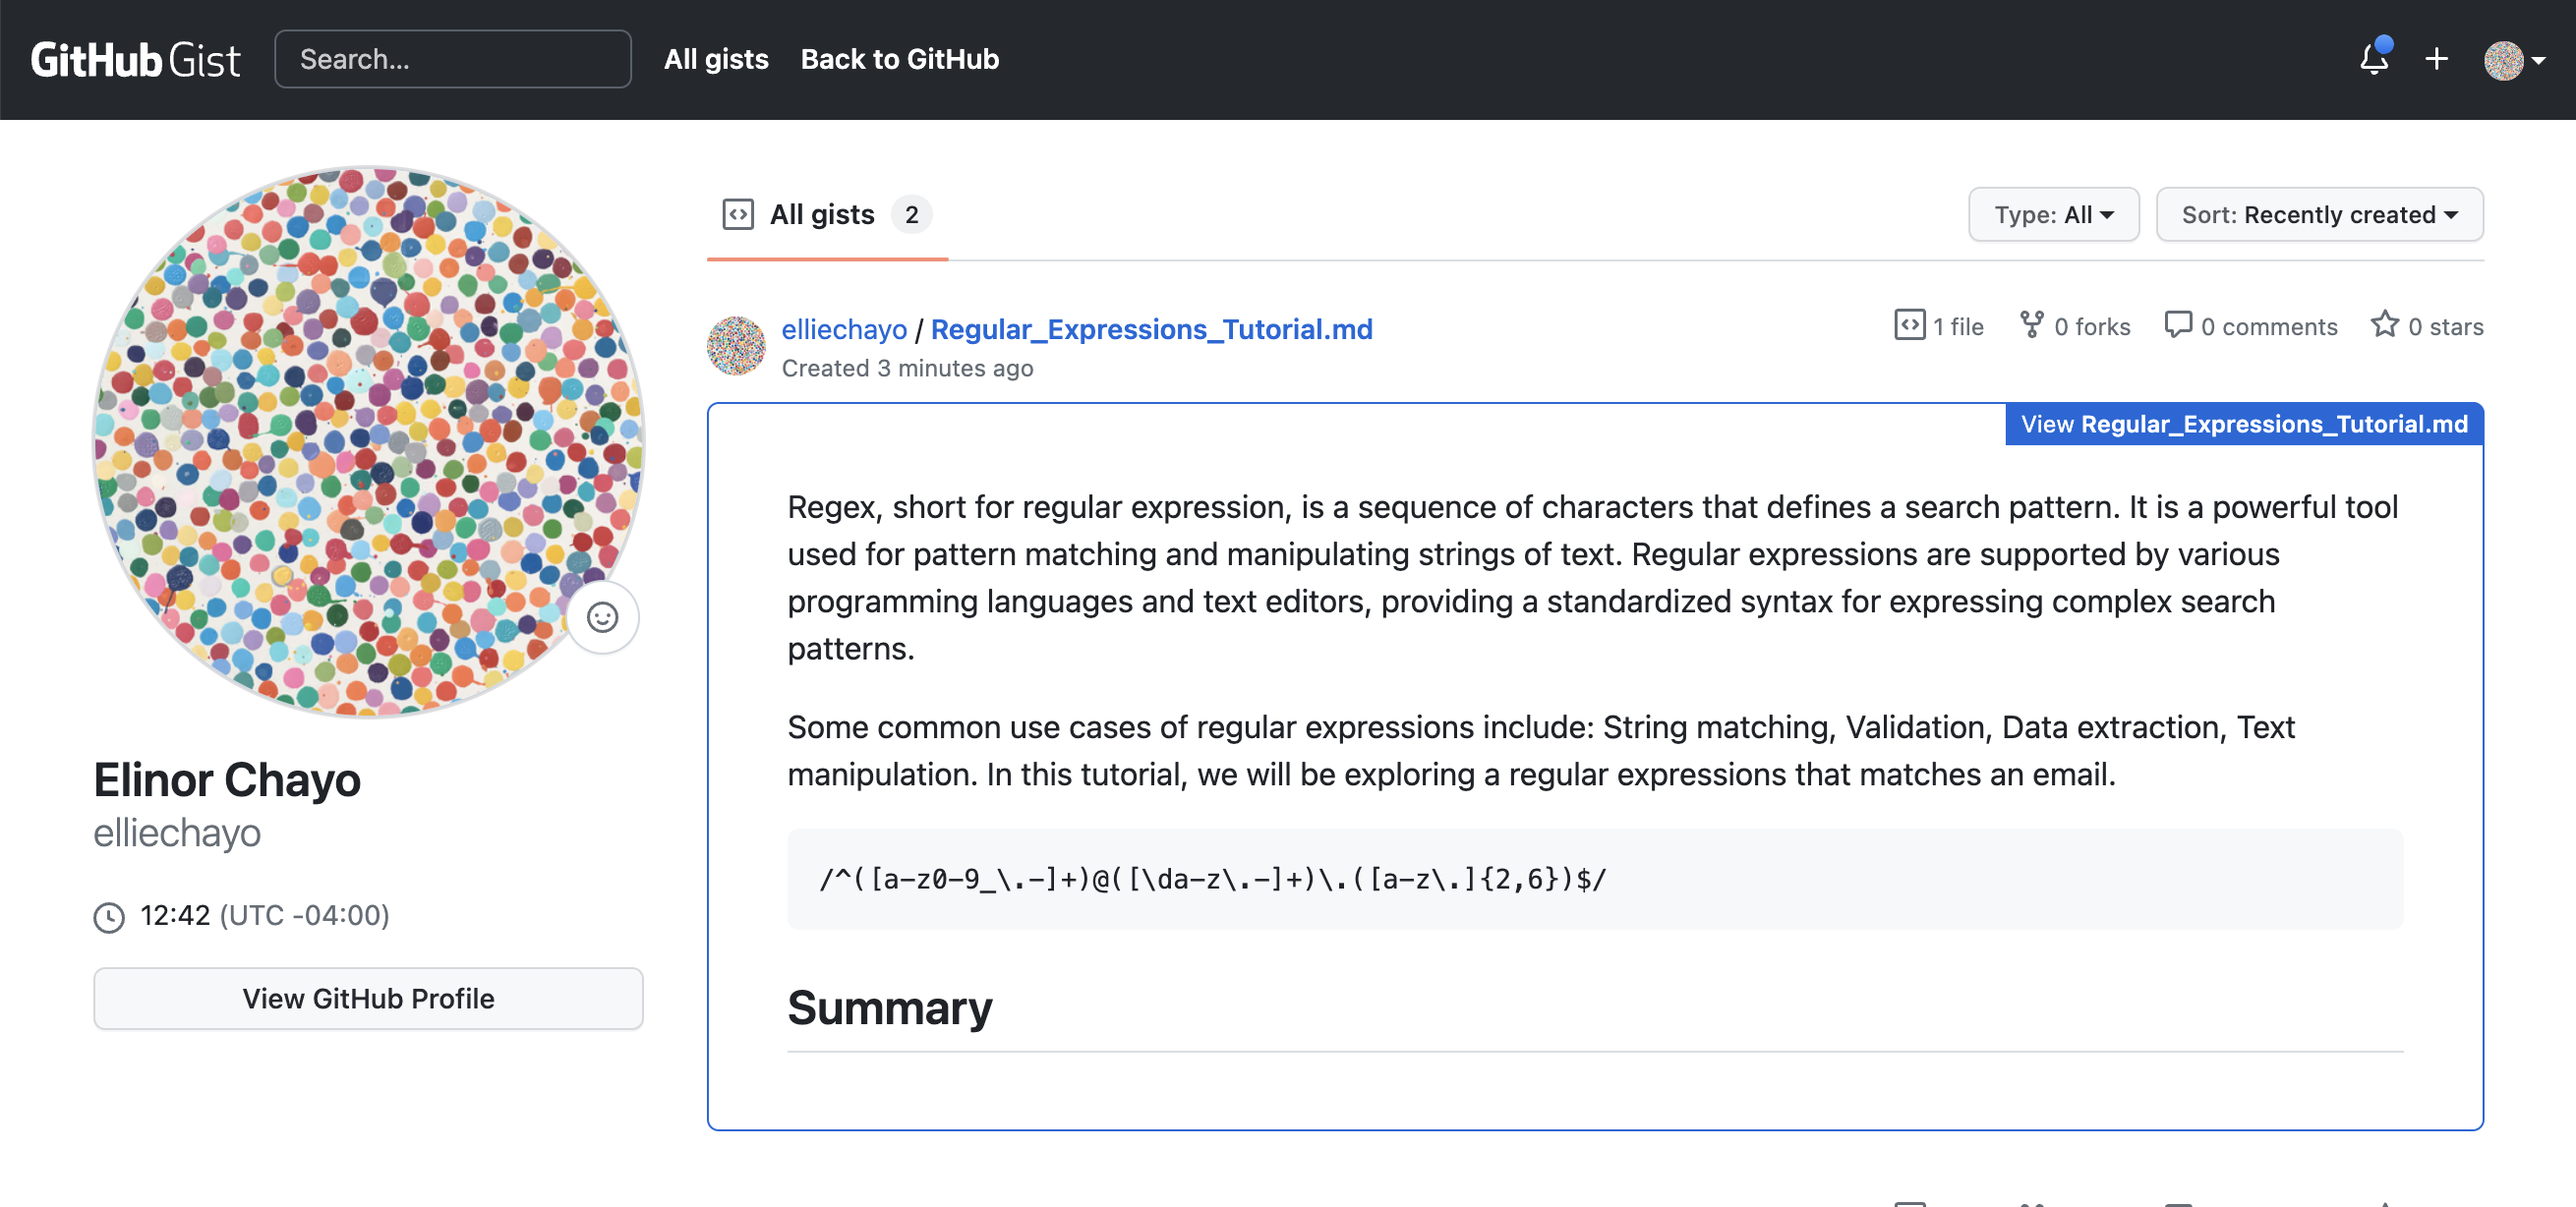 GitHub Gist Search... All gists Back to GitHub
All gists 2 Type: All Sort: Recently created
elliechayo / Regular_Expressions_Tutorial.md 1 file 0 forks 0 comments 0 stars
Created 3 minutes ago
View Regular_Expressions_Tutorial.md
Regex, short for regular expression, is a sequence of characters that defines a search pattern. It is a powerful tool
used for pattern matching and manipulating strings of text. Regular expressions are supported by various
programming languages and text editors, providing a standardized syntax for expressing complex search
patterns.
Some common use cases of regular expressions include: String matching, Validation, Data extraction, Text
manipulation. In this tutorial, we will be exploring a regular expressions that matches an email.
/^([a-z0-9_\.-]+)@([\da-z\.-]+)\.([a-z\.]{2,6})$/
Summary
Elinor Chayo
elliechayo
12:42 (UTC -04:00)
View GitHub Profile